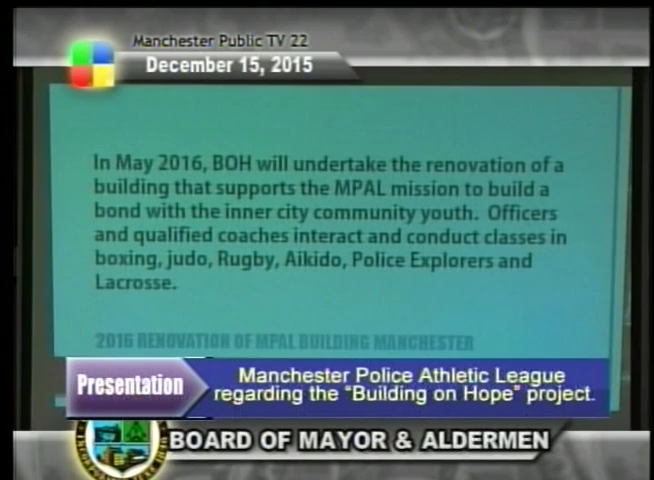 Manchester Public TV 22
December 15, 2015
In May 2016, BOH will undertake the renovation of a
building that supports the MPAL mission to build a
bond with the inner city community youth. Officers
and qualified coaches interact and conduct classes in
boxing, judo, Rugby, Aikido, Police Explorers and
Lacrosse.
2016 RENOVATION OF MPAL BUILDING MANCHESTER
Presentation
Manchester Police Athletic League
regarding the "Building on Hope" project.
BOARD OF MAYOR & ALDERMEN